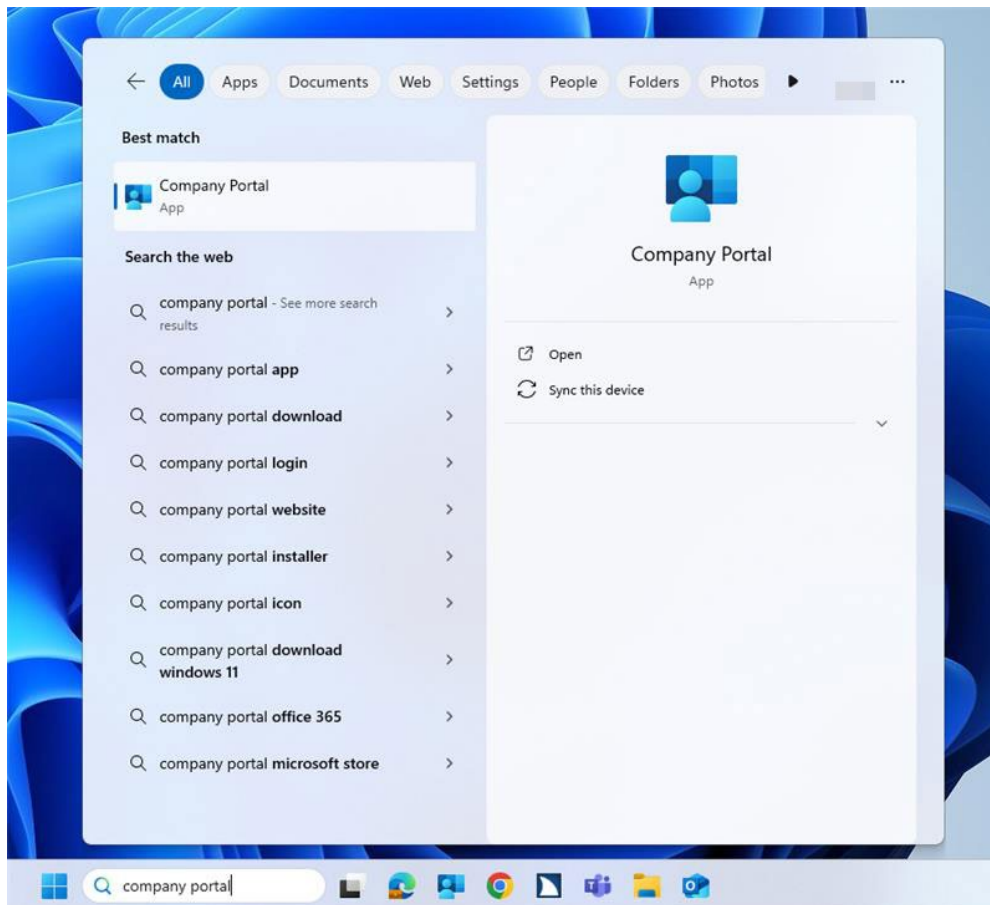 All Apps Documents Web Settings People Folders Photos
Best match
Company Portal
App
Search the web
company portal - See more search
results
company portal app
company portal download
company portal login
company portal website
company portal installer
company portal icon
company portal download
windows 11
company portal office 365
company portal microsoft store
Company Portal
App
Open
Sync this device
company portal